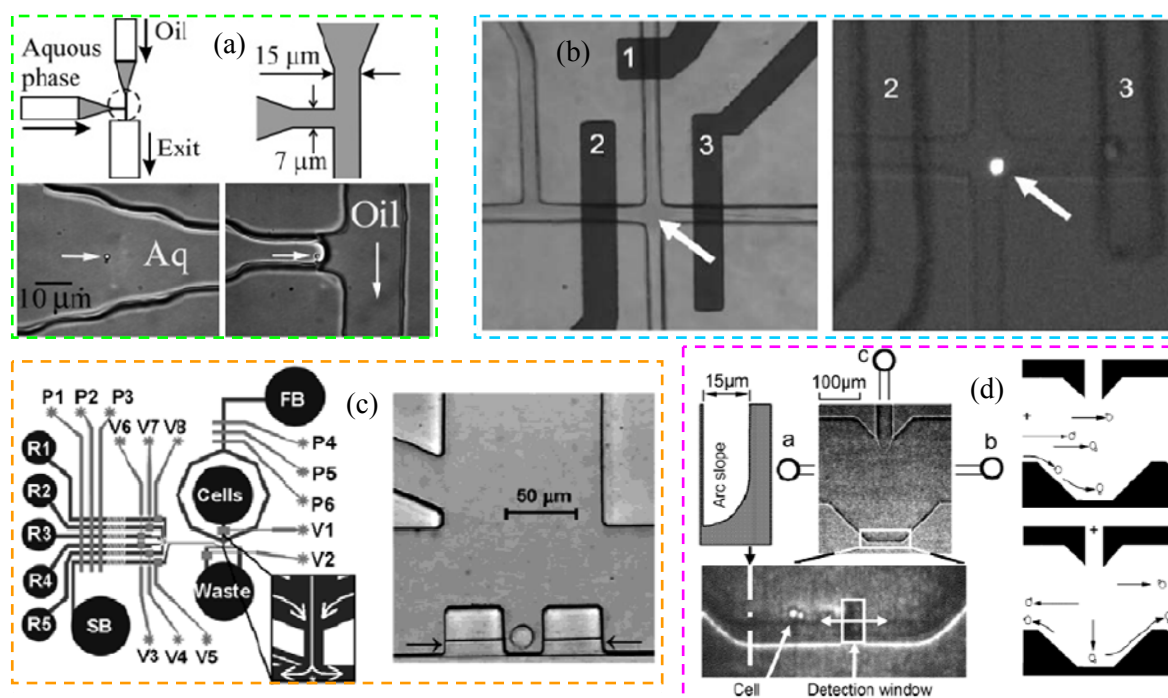 (a)
Oil
Aquous
phase
15 µm
7 µm
Exit
Aq
Oil
10 µm
(b)
1
2
3
2
3
(c)
P1 P2 P3
V6 V7 V8
R1
R2
R3
R4
R5
SB
V3 V4 V5
FB
P4
P5
P6
V1
V2
Cells
Waste
50 µm
(d)
15µm
100µm
a
b
c
Arc slope
Cell
Detection window
+
+